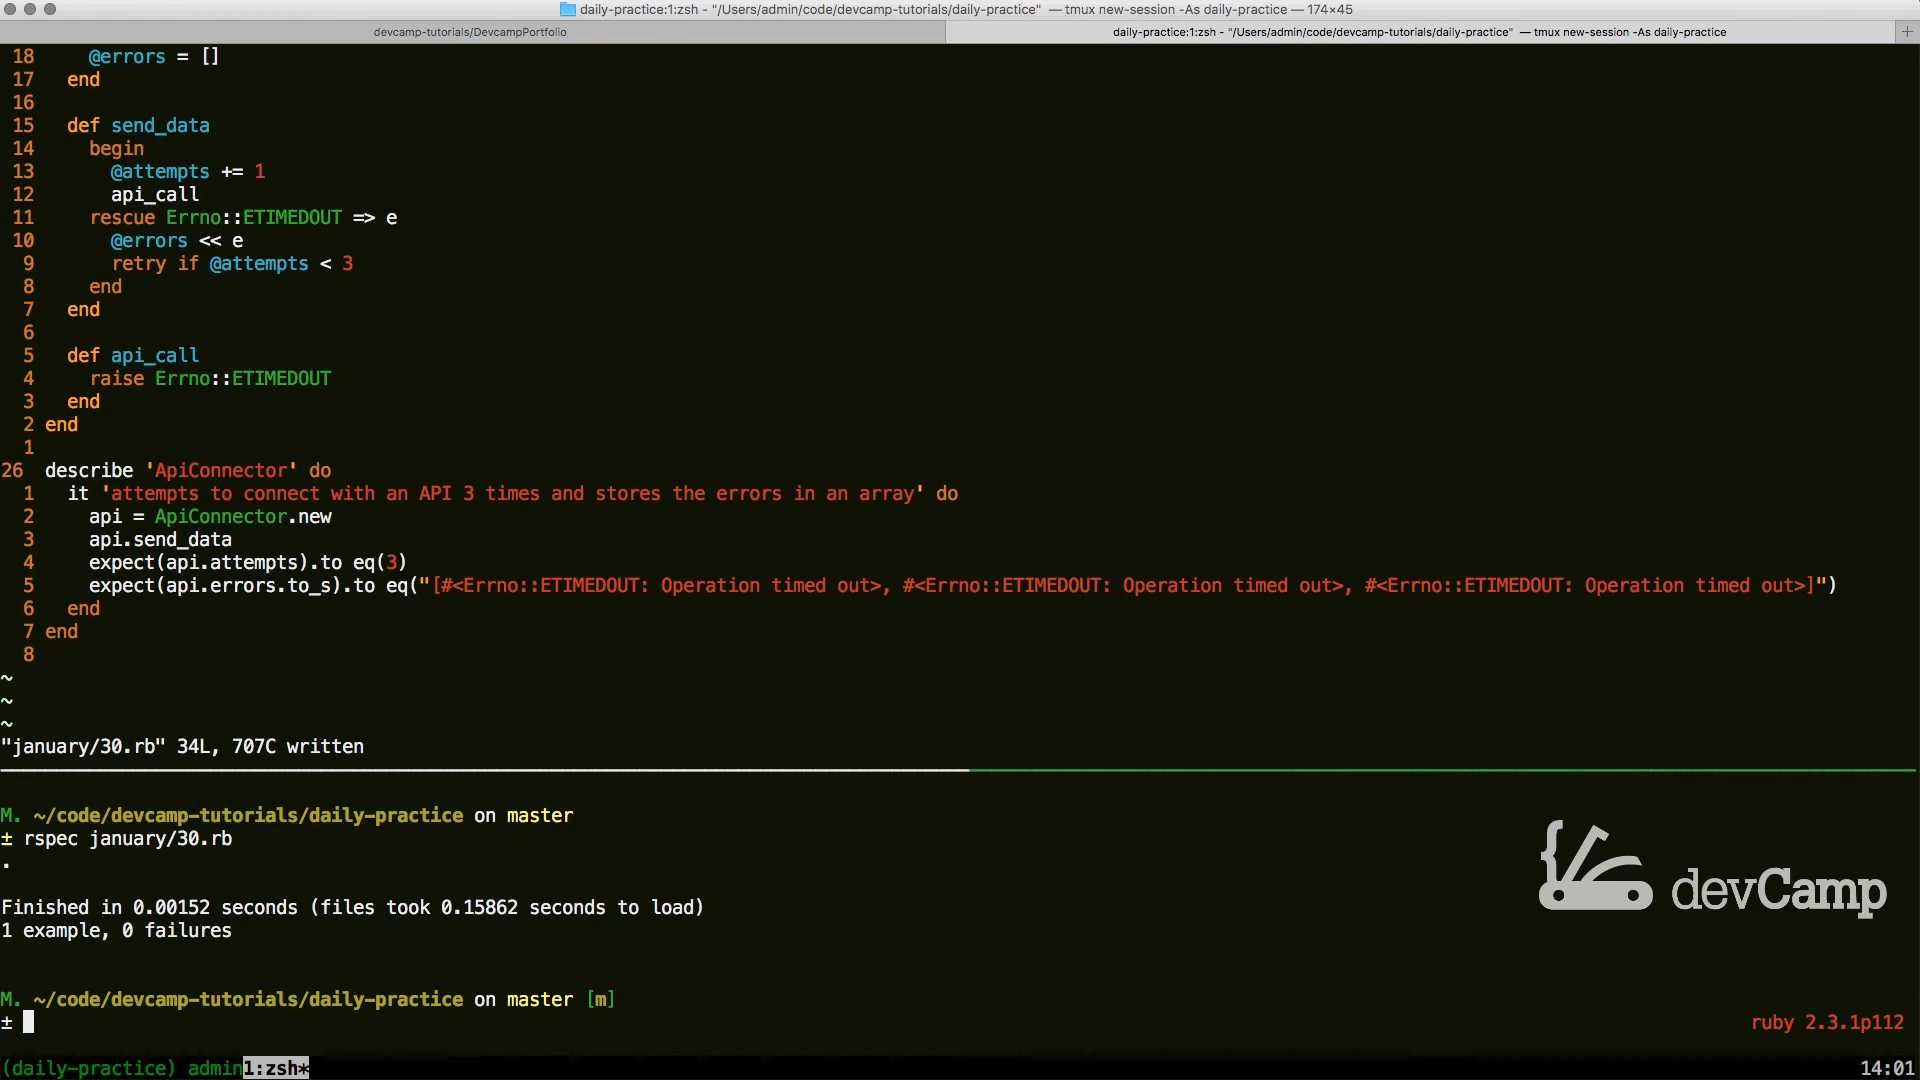 daily-practice:1:zsh - "/Users/admin/code/devcamp-tutorials/daily-practice" — tmux new-session -As daily-practice — 174×45
devcamp-tutorials/DevcampPortfolio
daily-practice:1:zsh - "/Users/admin/code/devcamp-tutorials/daily-practice" — tmux new-session -As daily-practice
18     @errors = []
17   end
16
15   def send_data
14     begin
13       @attempts += 1
12       api_call
11     rescue Errno::ETIMEDOUT => e
10       @errors << e
9       retry if @attempts < 3
8     end
7   end
6
5   def api_call
4     raise Errno::ETIMEDOUT
3   end
2 end
1
26  describe 'ApiConnector' do
1   it 'attempts to connect with an API 3 times and stores the errors in an array' do
2     api = ApiConnector.new
3     api.send_data
4     expect(api.attempts).to eq(3)
5     expect(api.errors.to_s).to eq("[#<Errno::ETIMEDOUT: Operation timed out>, #<Errno::ETIMEDOUT: Operation timed out>, #<Errno::ETIMEDOUT: Operation timed out>]")
6   end
7 end
8
~
~
~
"january/30.rb" 34L, 707C written
M. ~/code/devcamp-tutorials/daily-practice on master
± rspec january/30.rb
.
devCamp
Finished in 0.00152 seconds (files took 0.15862 seconds to load)
1 example, 0 failures
M. ~/code/devcamp-tutorials/daily-practice on master [m]
± ruby 2.3.1p112
(daily-practice) admin 1:zsh* 14:01